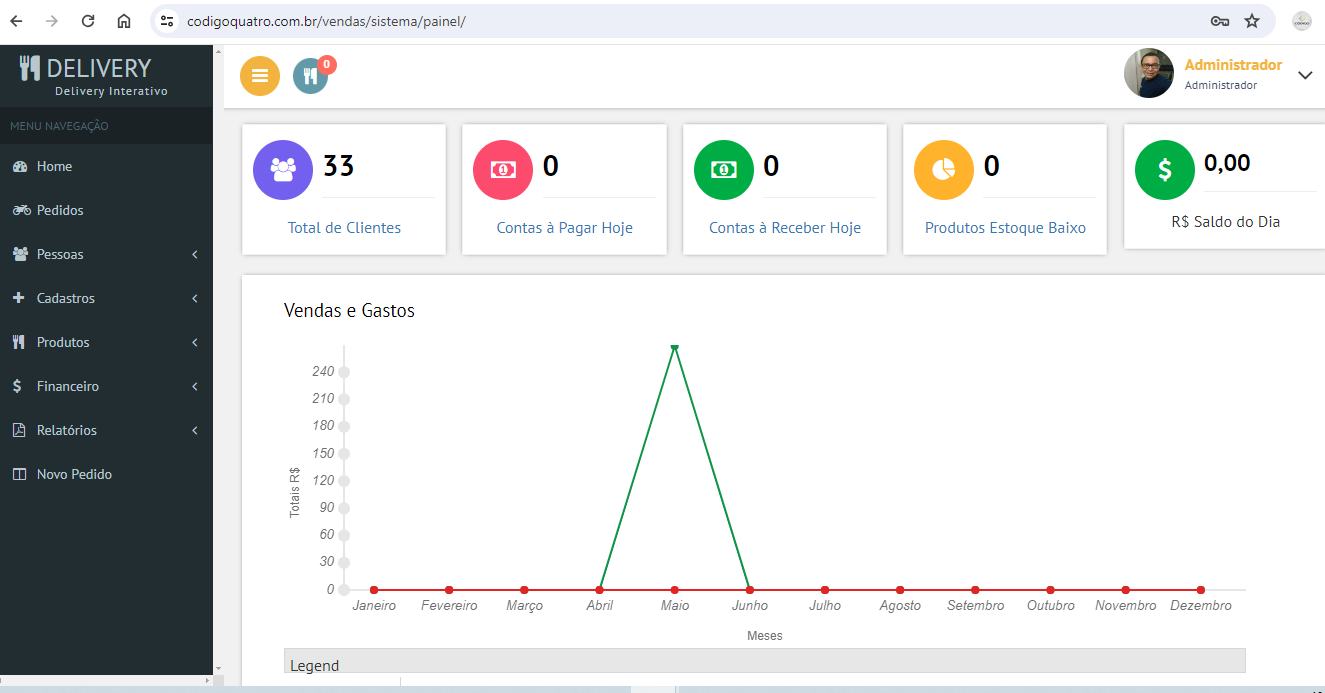 codigoquatro.com.br/vendas/sistema/painel/
DELIVERY
Delivery Interativo
MENU NAVEGAÇÃO
Home
Pedidos
Pessoas
Cadastros
Produtos
Financeiro
Relatórios
Novo Pedido
0
Administrador
Administrador
33
Total de Clientes
0
Contas à Pagar Hoje
0
Contas à Receber Hoje
0
Produtos Estoque Baixo
0,00
R$ Saldo do Dia
Vendas e Gastos
Totais R$
240
210
180
150
120
90
60
30
0
Janeiro Fevereiro Março Abril Maio Junho Julho Agosto Setembro Outubro Novembro Dezembro
Meses
Legend